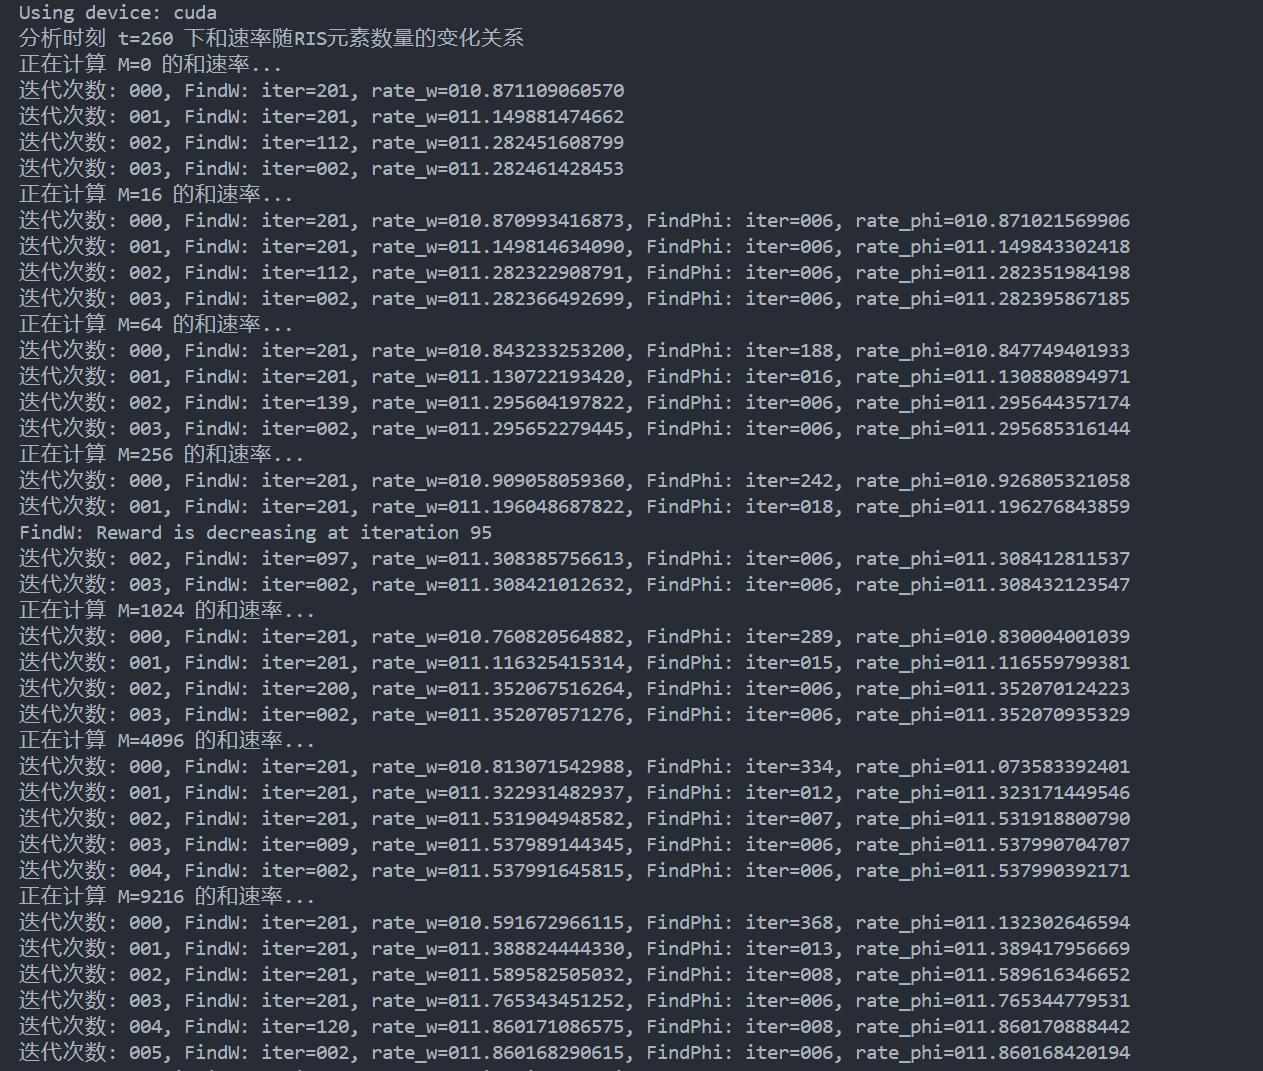 Using device: cuda
分析时刻 t=260 下和速率随RIS元素数量的变化关系
正在计算 M=0 的和速率...
迭代次数: 000, FindW: iter=201, rate_w=010.871109060570
迭代次数: 001, FindW: iter=201, rate_w=011.149881474662
迭代次数: 002, FindW: iter=112, rate_w=011.282451608799
迭代次数: 003, FindW: iter=002, rate_w=011.282461428453
正在计算 M=16 的和速率...
迭代次数: 000, FindW: iter=201, rate_w=010.870993416873, FindPhi: iter=006, rate_phi=010.871021569906
迭代次数: 001, FindW: iter=201, rate_w=011.149814634090, FindPhi: iter=006, rate_phi=011.149843302418
迭代次数: 002, FindW: iter=112, rate_w=011.282322908791, FindPhi: iter=006, rate_phi=011.282351984198
迭代次数: 003, FindW: iter=002, rate_w=011.282366492699, FindPhi: iter=006, rate_phi=011.282395867185
正在计算 M=64 的和速率...
迭代次数: 000, FindW: iter=201, rate_w=010.843233253200, FindPhi: iter=188, rate_phi=010.847749401933
迭代次数: 001, FindW: iter=201, rate_w=011.130722193420, FindPhi: iter=016, rate_phi=011.130880894971
迭代次数: 002, FindW: iter=139, rate_w=011.295604197822, FindPhi: iter=006, rate_phi=011.295644357174
迭代次数: 003, FindW: iter=002, rate_w=011.295652279445, FindPhi: iter=006, rate_phi=011.295685316144
正在计算 M=256 的和速率...
迭代次数: 000, FindW: iter=201, rate_w=010.909058059360, FindPhi: iter=242, rate_phi=010.926805321058
迭代次数: 001, FindW: iter=201, rate_w=011.196048687822, FindPhi: iter=018, rate_phi=011.196276843859
FindW: Reward is decreasing at iteration 95
迭代次数: 002, FindW: iter=097, rate_w=011.308385756613, FindPhi: iter=006, rate_phi=011.308412811537
迭代次数: 003, FindW: iter=002, rate_w=011.308421012632, FindPhi: iter=006, rate_phi=011.308432123547
正在计算 M=1024 的和速率...
迭代次数: 000, FindW: iter=201, rate_w=010.760820564882, FindPhi: iter=289, rate_phi=010.830004001039
迭代次数: 001, FindW: iter=201, rate_w=011.116325415314, FindPhi: iter=015, rate_phi=011.116559799381
迭代次数: 002, FindW: iter=200, rate_w=011.352067516264, FindPhi: iter=006, rate_phi=011.352070124223
迭代次数: 003, FindW: iter=002, rate_w=011.352070571276, FindPhi: iter=006, rate_phi=011.352070935329
正在计算 M=4096 的和速率...
迭代次数: 000, FindW: iter=201, rate_w=010.813071542988, FindPhi: iter=334, rate_phi=011.073583392401
迭代次数: 001, FindW: iter=201, rate_w=011.322931482937, FindPhi: iter=012, rate_phi=011.323171449546
迭代次数: 002, FindW: iter=201, rate_w=011.531904948582, FindPhi: iter=007, rate_phi=011.531918800790
迭代次数: 003, FindW: iter=009, rate_w=011.537989144345, FindPhi: iter=006, rate_phi=011.537990704707
迭代次数: 004, FindW: iter=002, rate_w=011.537991645815, FindPhi: iter=006, rate_phi=011.537990392171
正在计算 M=9216 的和速率...
迭代次数: 000, FindW: iter=201, rate_w=010.591672966115, FindPhi: iter=368, rate_phi=011.132302646594
迭代次数: 001, FindW: iter=201, rate_w=011.388824444330, FindPhi: iter=013, rate_phi=011.389417956669
迭代次数: 002, FindW: iter=201, rate_w=011.589582505032, FindPhi: iter=008, rate_phi=011.589616346652
迭代次数: 003, FindW: iter=201, rate_w=011.765343451252, FindPhi: iter=006, rate_phi=011.765344779531
迭代次数: 004, FindW: iter=120, rate_w=011.860171086575, FindPhi: iter=008, rate_phi=011.860170888442
迭代次数: 005, FindW: iter=002, rate_w=011.860168290615, FindPhi: iter=006, rate_phi=011.860168420194